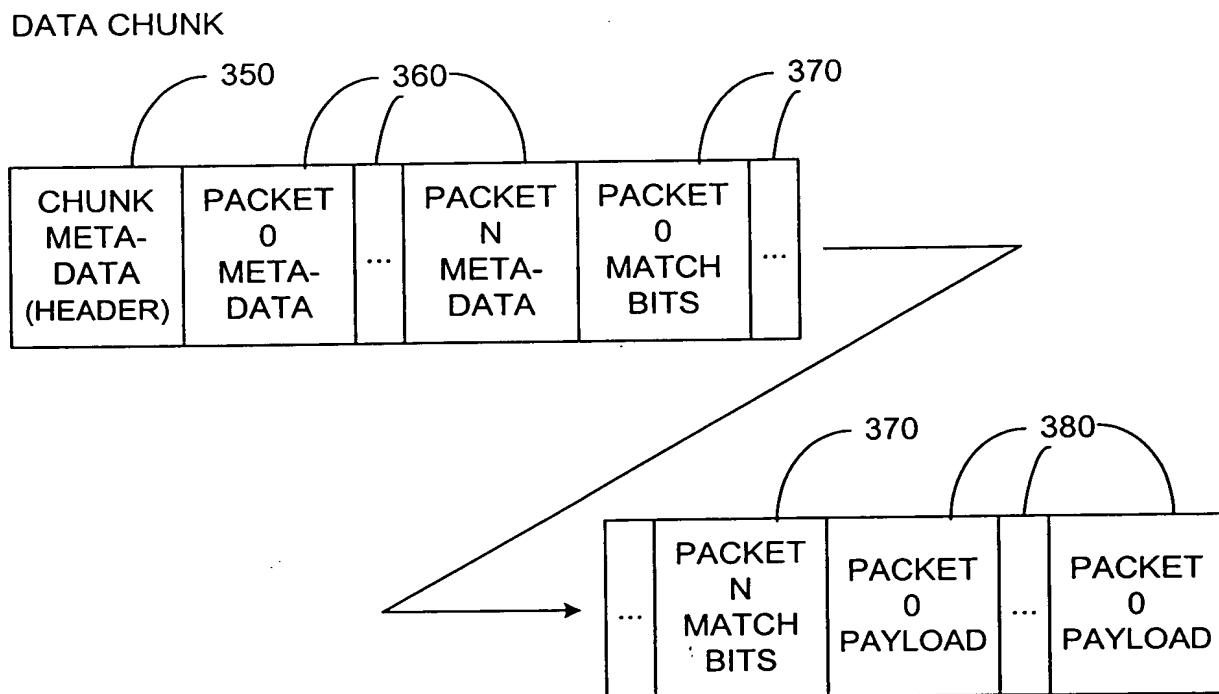 DATA CHUNK
350
360
370
CHUNK
META-
DATA
(HEADER)
PACKET
0
META-
DATA
...
PACKET
N
META-
DATA
PACKET
0
MATCH
BITS
...
370
380
...
PACKET
N
MATCH
BITS
PACKET
0
PAYLOAD
...
PACKET
0
PAYLOAD